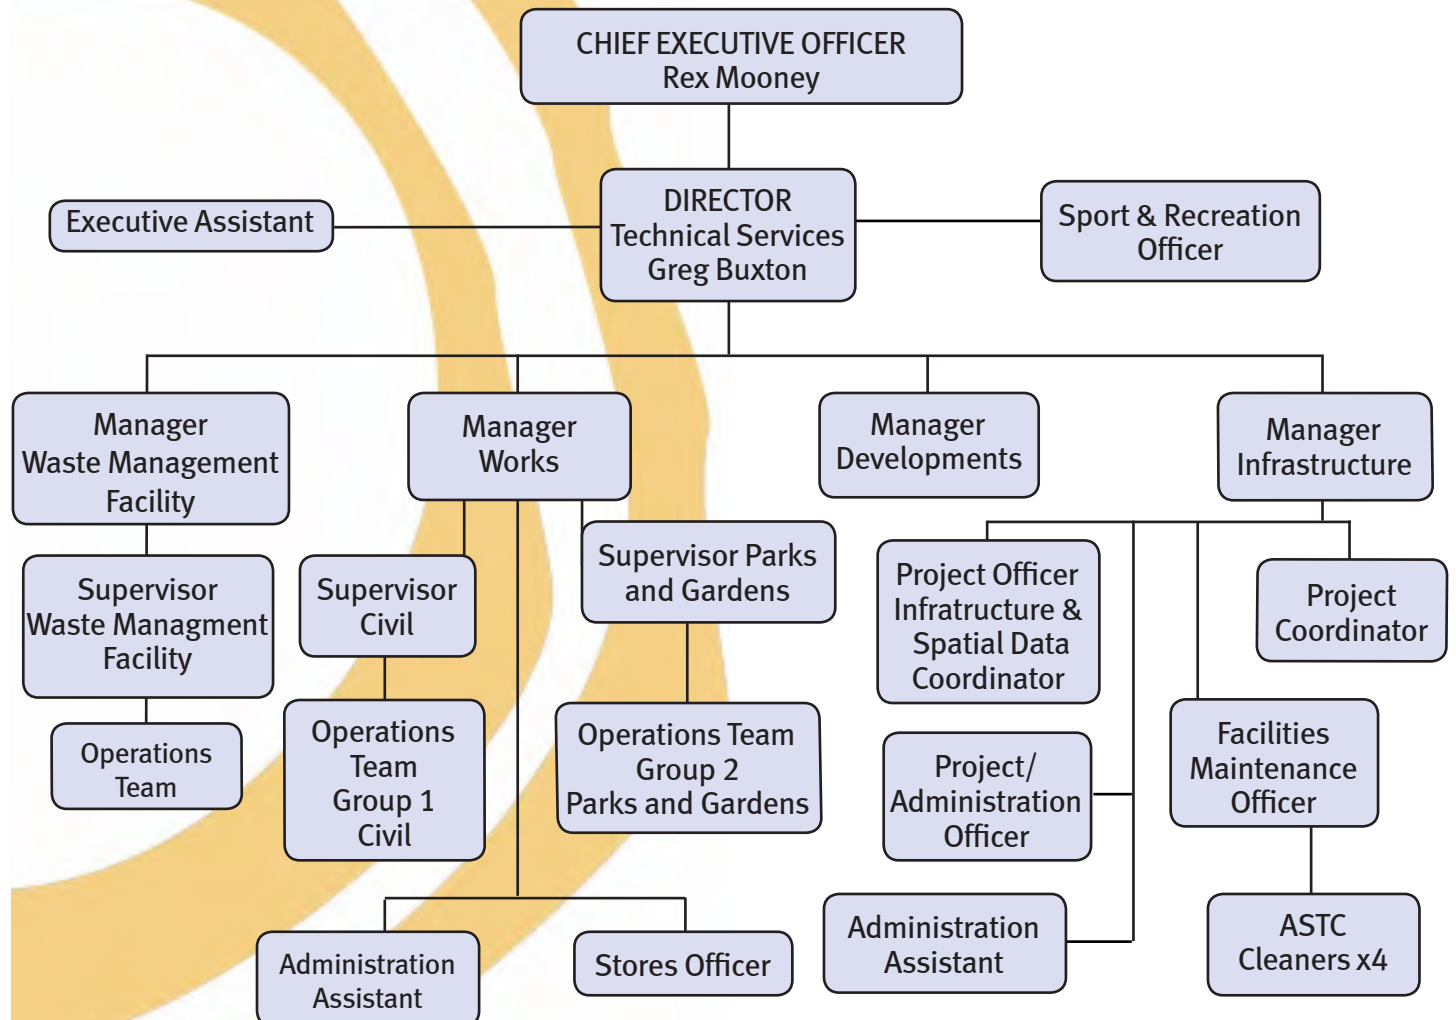 CHIEF EXECUTIVE OFFICER
Rex Mooney
DIRECTOR
Technical Services
Greg Buxton
Executive Assistant
Sport & Recreation
Officer
Manager
Waste Management
Facility
Manager
Works
Manager
Developments
Manager
Infrastructure
Supervisor
Waste Managment
Facility
Supervisor
Civil
Supervisor Parks
and Gardens
Project Officer
Infratructure &
Spatial Data
Coordinator
Project
Coordinator
Operations
Team
Operations
Team
Group 1
Civil
Operations Team
Group 2
Parks and Gardens
Project/
Administration
Officer
Facilities
Maintenance
Officer
Administration
Assistant
Stores Officer
Administration
Assistant
ASTC
Cleaners x4